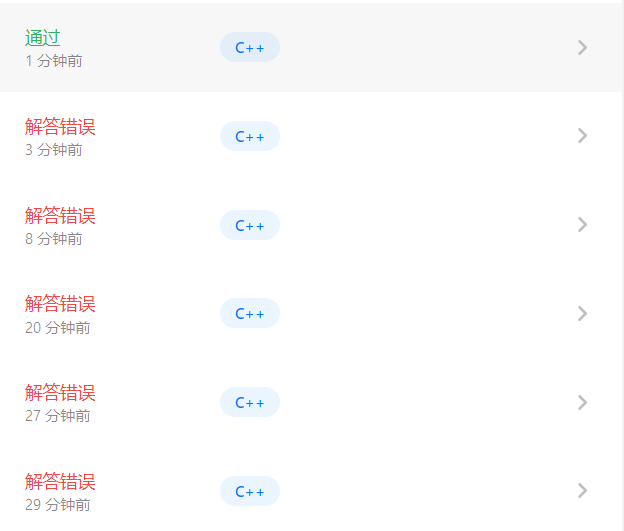 通过
C++
1 分钟前
解答错误
C++
3 分钟前
解答错误
C++
8 分钟前
解答错误
C++
20 分钟前
解答错误
C++
27 分钟前
解答错误
C++
29 分钟前